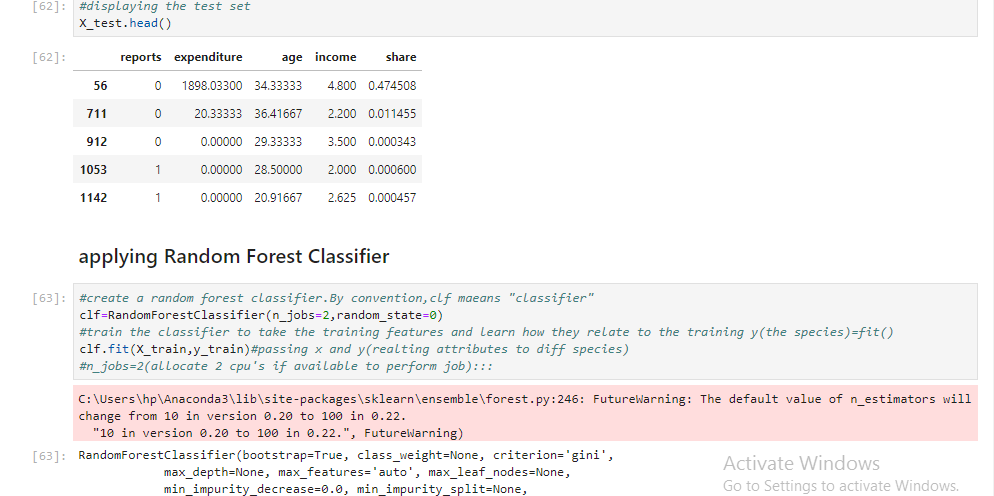 [62]: #displaying the test set
X_test.head()
[62]: reports expenditure age income share
56 0 1898.03300 34.33333 4.800 0.474508
711 0 20.33333 36.41667 2.200 0.011455
912 0 0.00000 29.33333 3.500 0.000343
1053 1 0.00000 28.50000 2.000 0.000600
1142 1 0.00000 20.91667 2.625 0.000457
applying Random Forest Classifier
[63]: #create a random forest classifier.By convention,clf maeans "classifier"
clf=RandomForestClassifier(n_jobs=2,random_state=0)
#train the classifier to take the training features and learn how they relate to the training y(the species)=fit()
clf.fit(X_train,y_train)#passing x and y(realting attributes to diff species)
#n_jobs=2(allocate 2 cpu's if available to perform job):::
C:\Users\hp\Anaconda3\lib\site-packages\sklearn\ensemble\forest.py:246: FutureWarning: The default value of n_estimators will
change from 10 in version 0.20 to 100 in 0.22.
"10 in version 0.20 to 100 in 0.22.", FutureWarning)
[63]: RandomForestClassifier(bootstrap=True, class_weight=None, criterion='gini',
max_depth=None, max_features='auto', max_leaf_nodes=None,
min_impurity_decrease=0.0, min_impurity_split=None,
Activate Windows
Go to Settings to activate Windows.